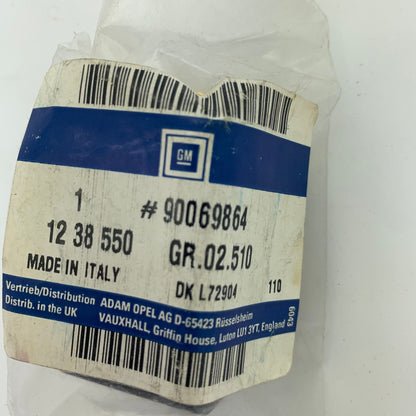 GM
1 # 90069864
12 38 550 GR.02.510
MADE IN ITALY DK L72904 110
Vertrieb/Distribution ADAM OPEL AG D-65423 Rüsselsheim
Distrib. in the UK VAUXHALL, Griffin House, Luton LU1 3YT, England
6043